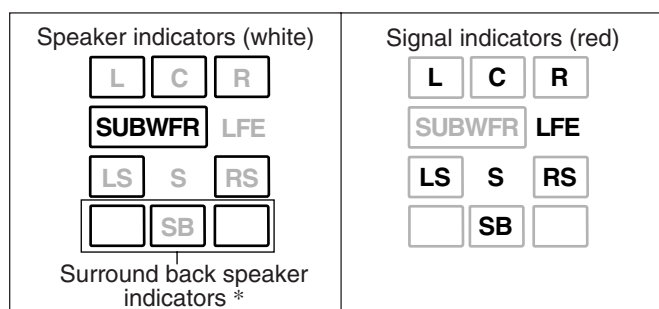 Speaker indicators (white)
L C R
SUBWFR LFE
LS S RS
SB
Surround back speaker
indicators *
Signal indicators (red)
L C R
SUBWFR LFE
LS S RS
SB